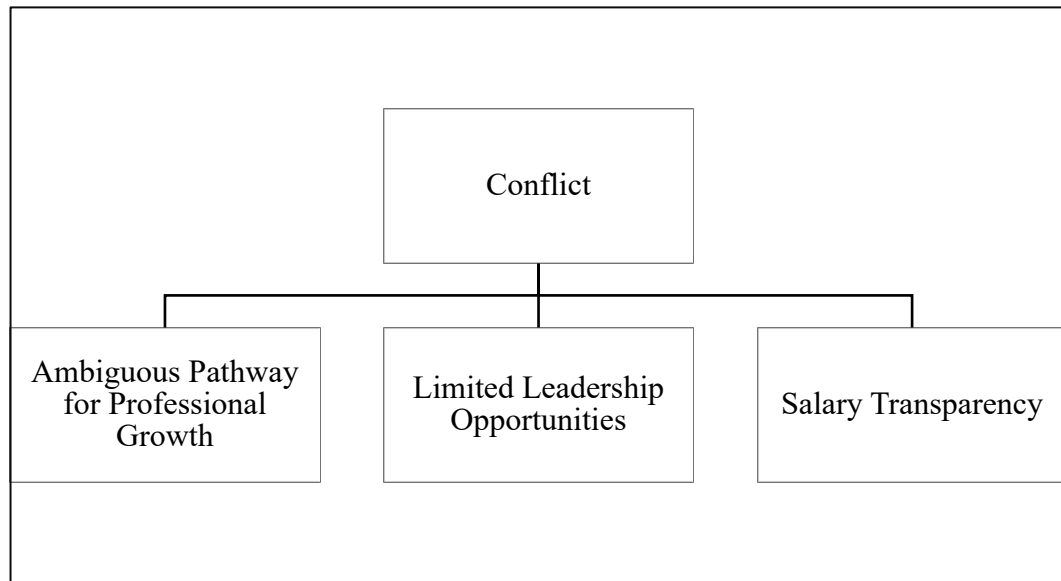 Conflict
Ambiguous Pathway
for Professional
Growth
Limited Leadership
Opportunities
Salary Transparency